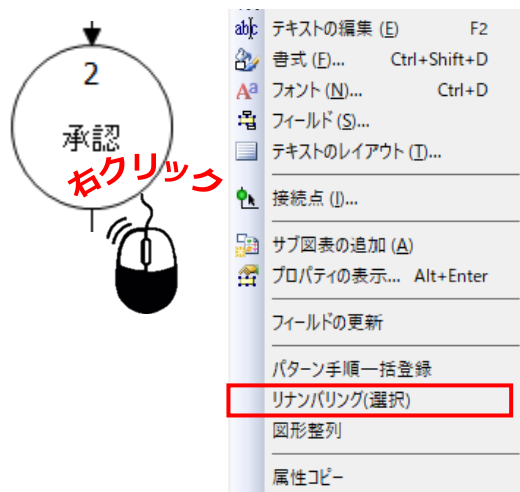 2
承認
右クリック
テキストの編集 (E) F2
書式 (F)... Ctrl+Shift+D
フォント (N)... Ctrl+D
フィールド (S)...
テキストのレイアウト (T)...
接続点 (I)...
サブ図表の追加 (A)
プロパティの表示... Alt+Enter
フィールドの更新
パターン手順一括登録
リナンバリング(選択)
図形整列
属性コピー